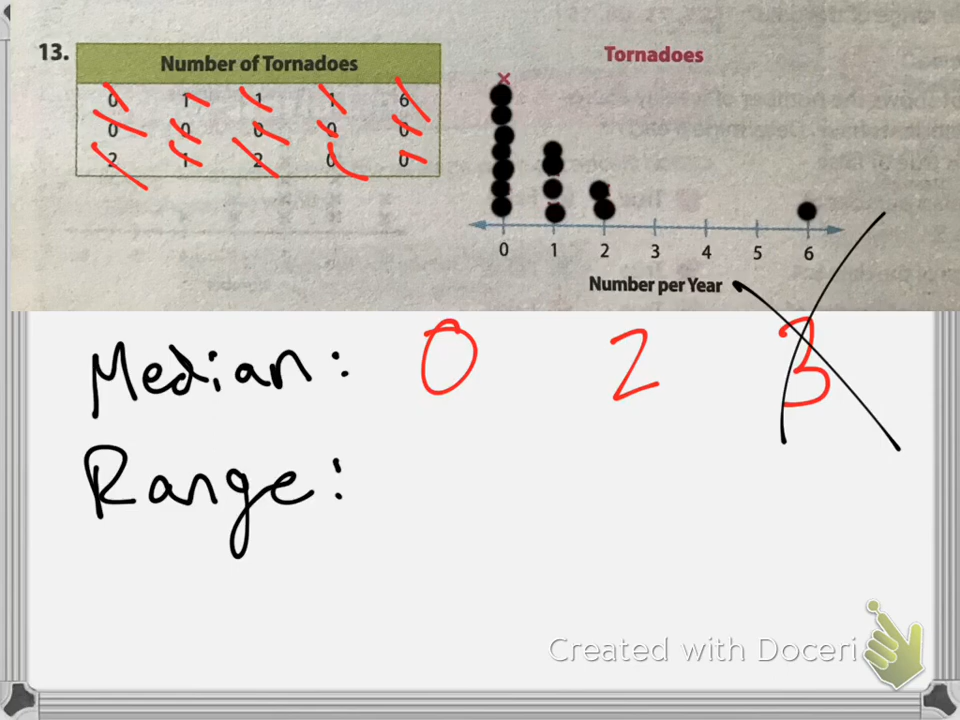 13.
Number of Tornadoes
0 1 1 1 6
0 0 0 0 0
2 1 2 0 0
Tornadoes
0 1 2 3 4 5 6
Number per Year
Median: 0 2 3
Range:
Created with Doceri